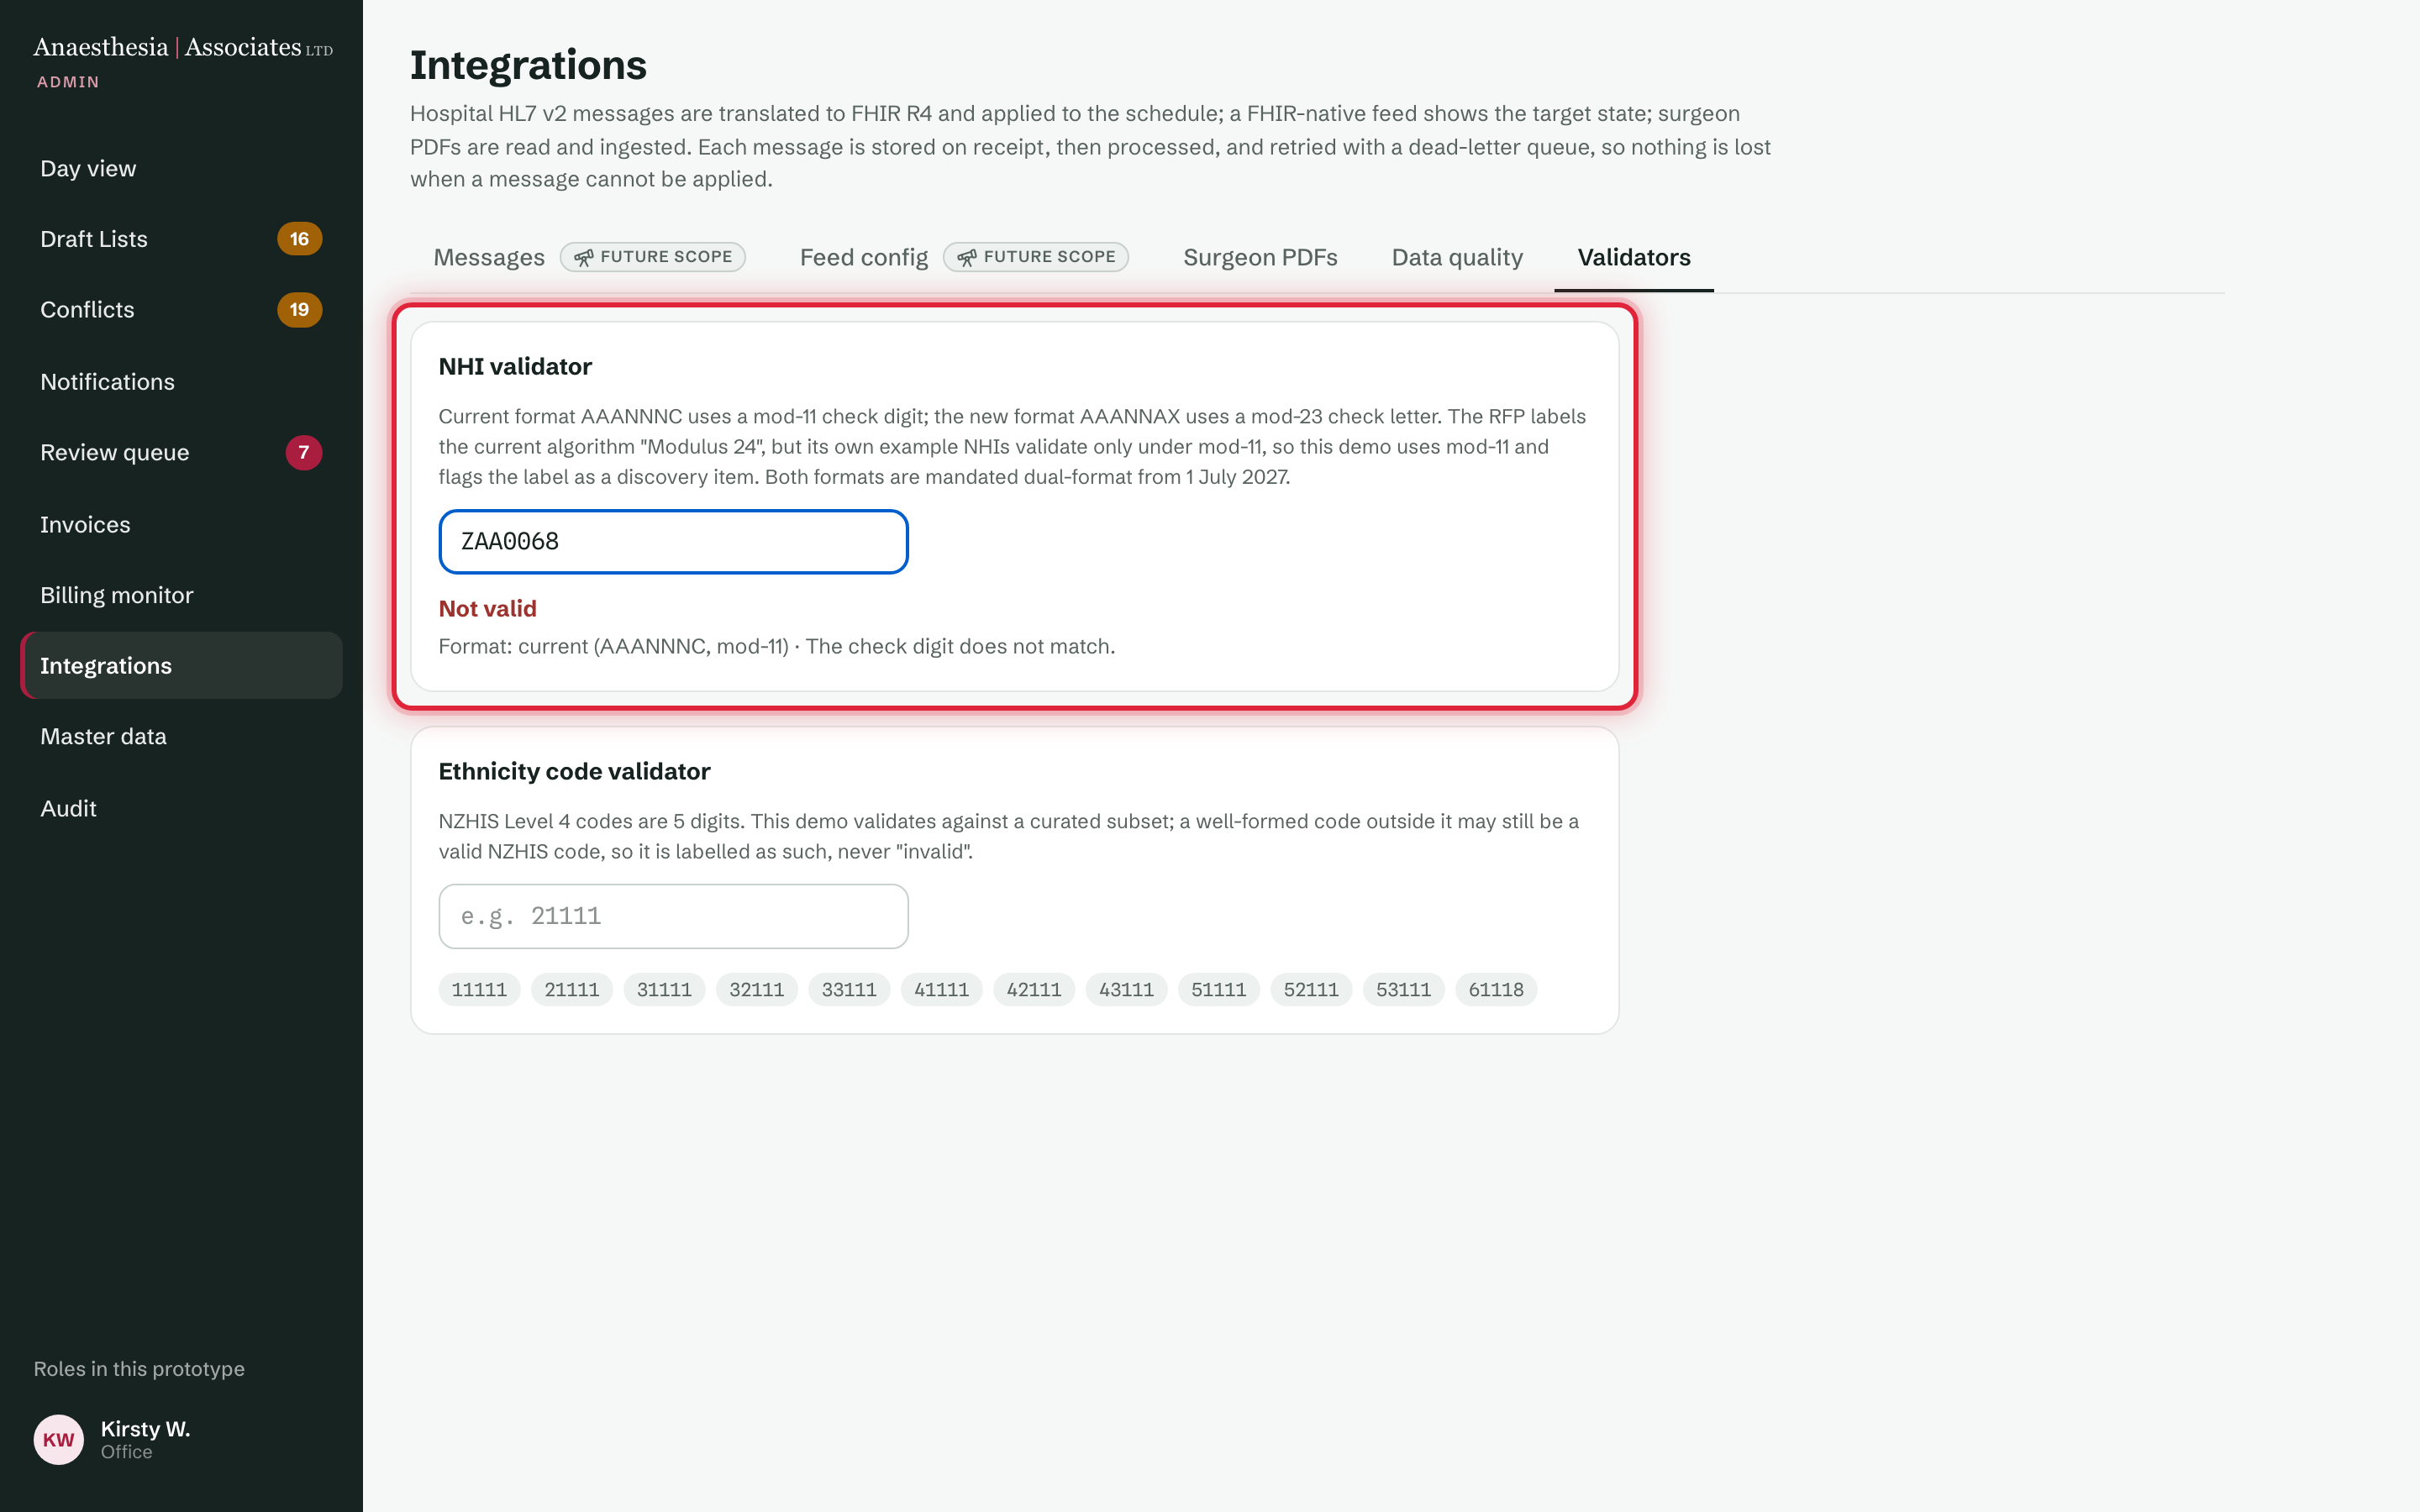 Anaesthesia | Associates LTD
ADMIN
Day view
Draft Lists 16
Conflicts 19
Notifications
Review queue 7
Invoices
Billing monitor
Integrations
Master data
Audit
Roles in this prototype
KW Kirsty W.
Office
Integrations
Hospital HL7 v2 messages are translated to FHIR R4 and applied to the schedule; a FHIR-native feed shows the target state; surgeon
PDFs are read and ingested. Each message is stored on receipt, then processed, and retried with a dead-letter queue, so nothing is lost
when a message cannot be applied.
Messages FUTURE SCOPE Feed config FUTURE SCOPE Surgeon PDFs Data quality Validators
NHI validator
Current format AAANNNC uses a mod-11 check digit; the new format AAANNAX uses a mod-23 check letter. The RFP labels
the current algorithm "Modulus 24", but its own example NHIs validate only under mod-11, so this demo uses mod-11 and
flags the label as a discovery item. Both formats are mandated dual-format from 1 July 2027.
ZAA0068
Not valid
Format: current (AAANNNC, mod-11) · The check digit does not match.
Ethnicity code validator
NZHIS Level 4 codes are 5 digits. This demo validates against a curated subset; a well-formed code outside it may still be a
valid NZHIS code, so it is labelled as such, never "invalid".
e.g. 21111
11111 21111 31111 32111 33111 41111 42111 43111 51111 52111 53111 61118